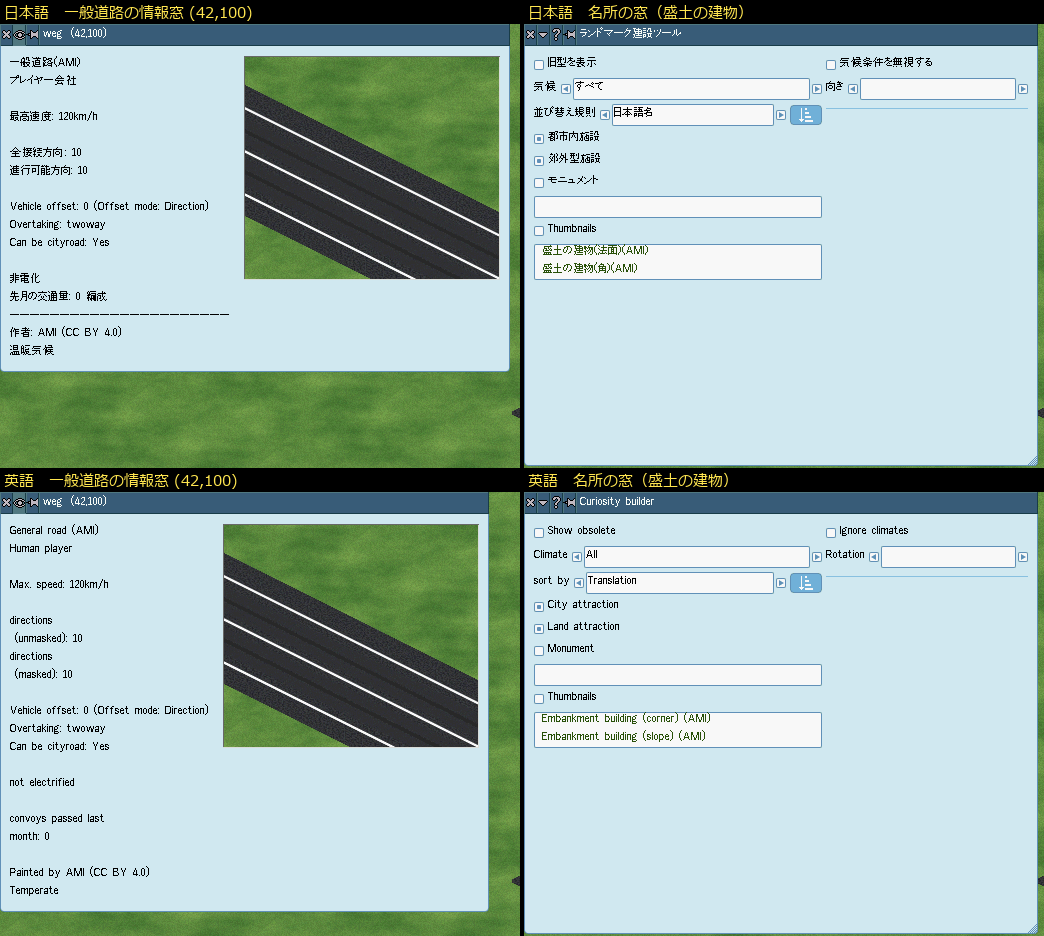 日本語　一般道路の情報窓 (42,100)
weg (42,100)
一般道路(AMI)
プレイヤー会社
最高速度: 120km/h
全接続方向: 10
進行可能方向: 10
Vehicle offset: 0 (Offset mode: Direction)
Overtaking: twoway
Can be cityroad: Yes
非電化
先月の交通量: 0 編成
作者: AMI (CC BY 4.0)
温暖気候
日本語　名所の窓（盛土の建物）
ランドマーク建設ツール
旧型を表示
気候条件を無視する
気候
すべて
向き
並び替え規則
日本語名
都市内施設
郊外型施設
モニュメント
Thumbnails
盛土の建物(法面)(AMI)
盛土の建物(角)(AMI)
英語　一般道路の情報窓 (42,100)
weg (42,100)
General road (AMI)
Human player
Max. speed: 120km/h
directions
(unmasked): 10
directions
(masked): 10
Vehicle offset: 0 (Offset mode: Direction)
Overtaking: twoway
Can be cityroad: Yes
not electrified
convoys passed last
month: 0
Painted by AMI (CC BY 4.0)
Temperate
英語　名所の窓（盛土の建物）
Curiosity builder
Show obsolete
Ignore climates
Climate
All
Rotation
sort by
Translation
City attraction
Land attraction
Monument
Thumbnails
Embankment building (corner) (AMI)
Embankment building (slope) (AMI)